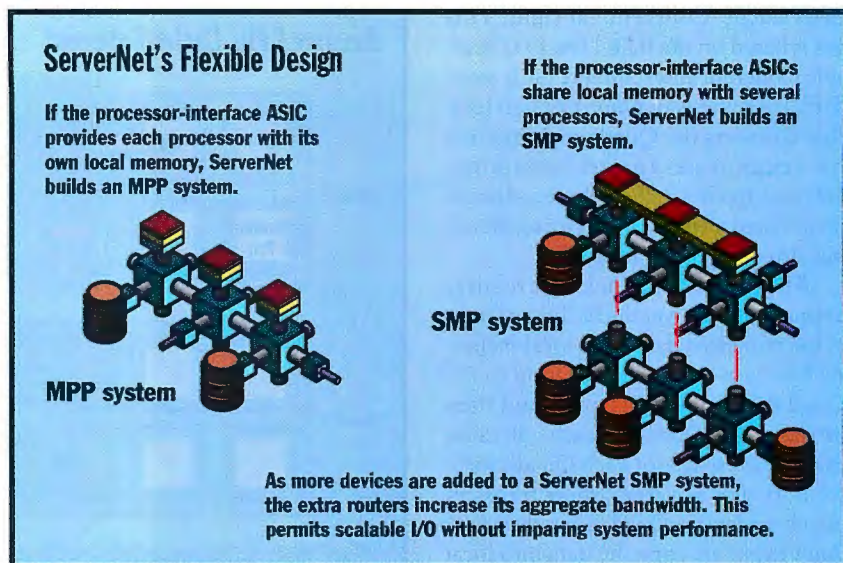 ServerNet's Flexible Design
If the processor-interface ASIC
provides each processor with its
own local memory, ServerNet
builds an MPP system.
MPP system
If the processor-interface ASICs
share local memory with several
processors, ServerNet builds an
SMP system.
SMP system
As more devices are added to a ServerNet SMP system,
the extra routers increase its aggregate bandwidth. This
permits scalable I/O without imparing system performance.